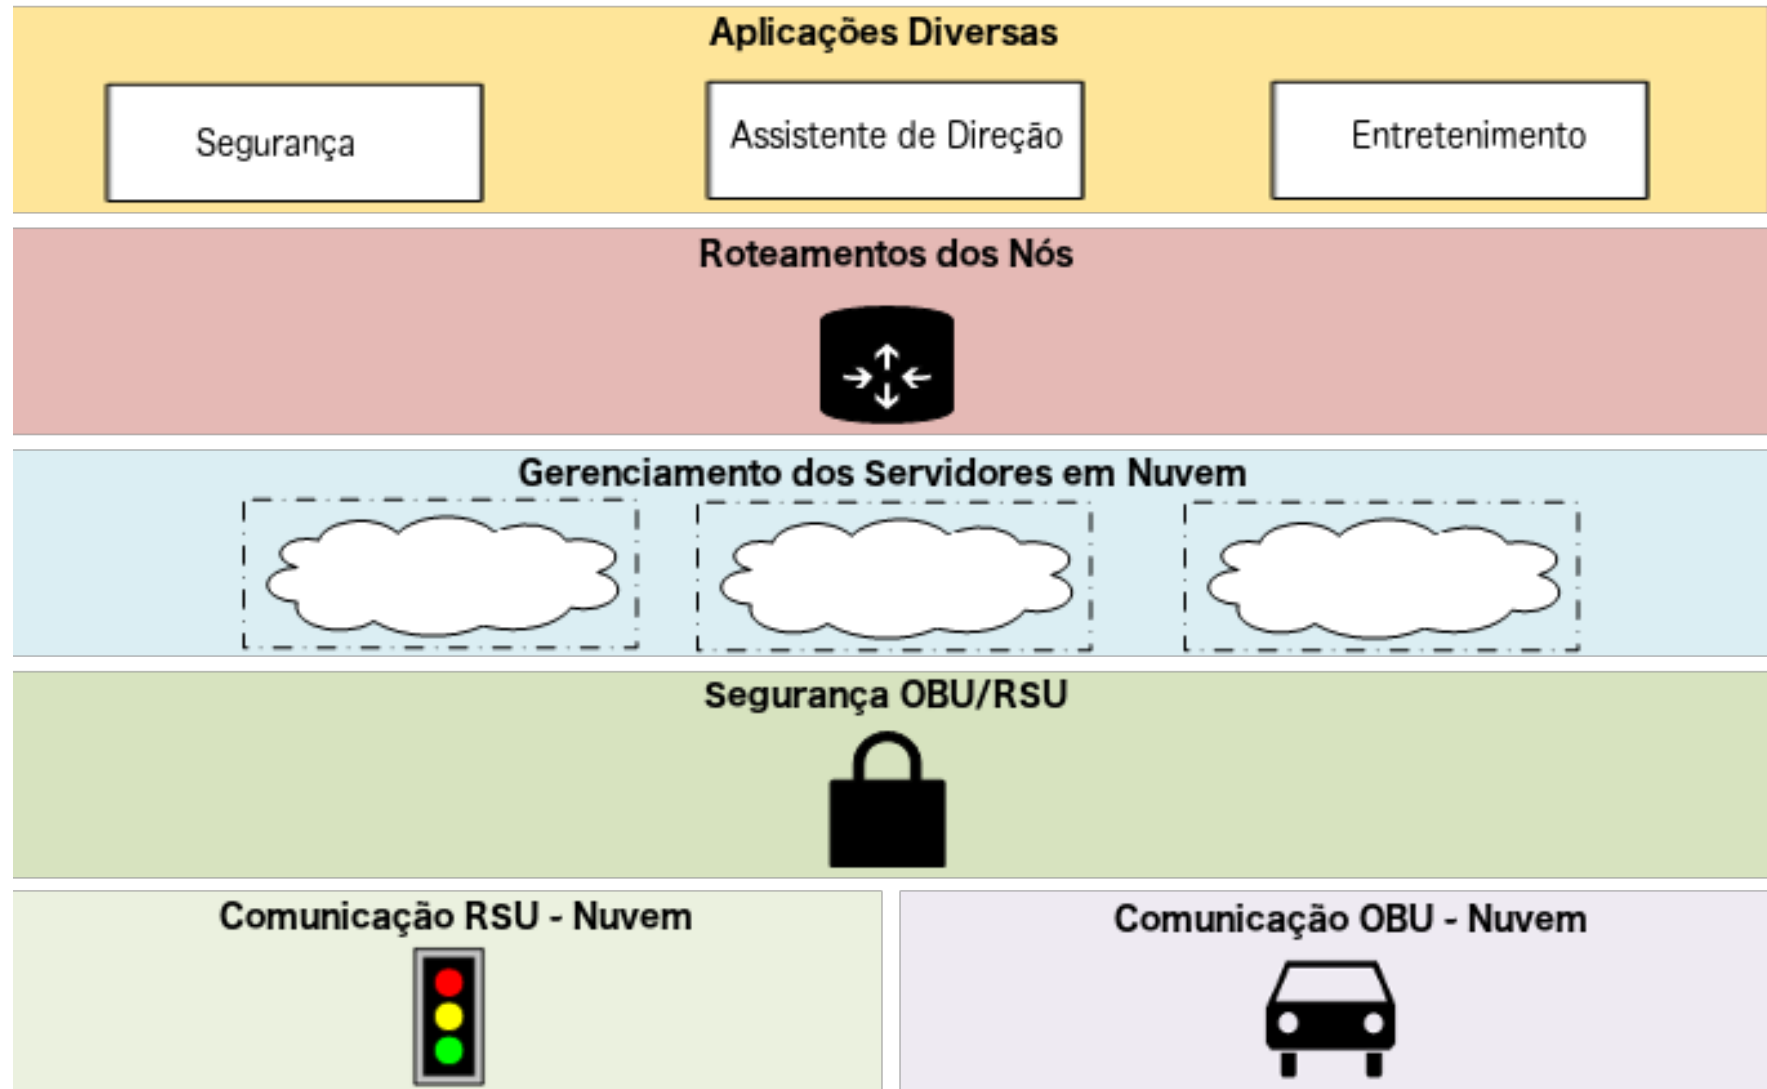 Aplicações Diversas
Segurança
Assistente de Direção
Entretenimento
Roteamentos dos Nós
Gerenciamento dos Servidores em Nuvem
Segurança OBU/RSU
Comunicação RSU - Nuvem
Comunicação OBU - Nuvem